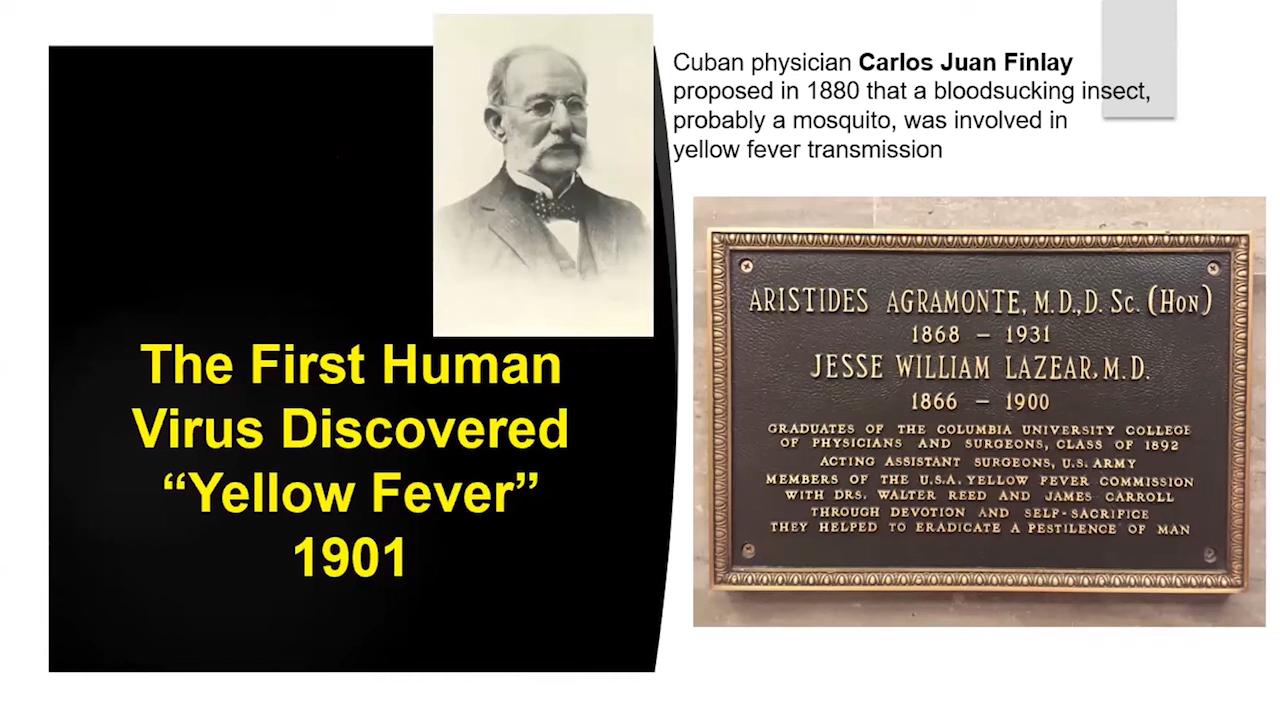 The First Human
Virus Discovered
“Yellow Fever”
1901
Cuban physician Carlos Juan Finlay
proposed in 1880 that a bloodsucking insect,
probably a mosquito, was involved in
yellow fever transmission
ARISTIDES AGRAMONTE, M.D., D. Sc. (HON)
1868 – 1931
JESSE WILLIAM LAZEAR, M.D.
1866 – 1900
GRADUATES OF THE COLUMBIA UNIVERSITY COLLEGE
OF PHYSICIANS AND SURGEONS, CLASS OF 1892
ACTING ASSISTANT SURGEONS, U.S. ARMY
MEMBERS OF THE U.S.A. YELLOW FEVER COMMISSION
WITH DRS. WALTER REED AND JAMES CARROLL
THROUGH DEVOTION AND SELF-SACRIFICE
THEY HELPED TO ERADICATE A PESTILENCE OF MAN